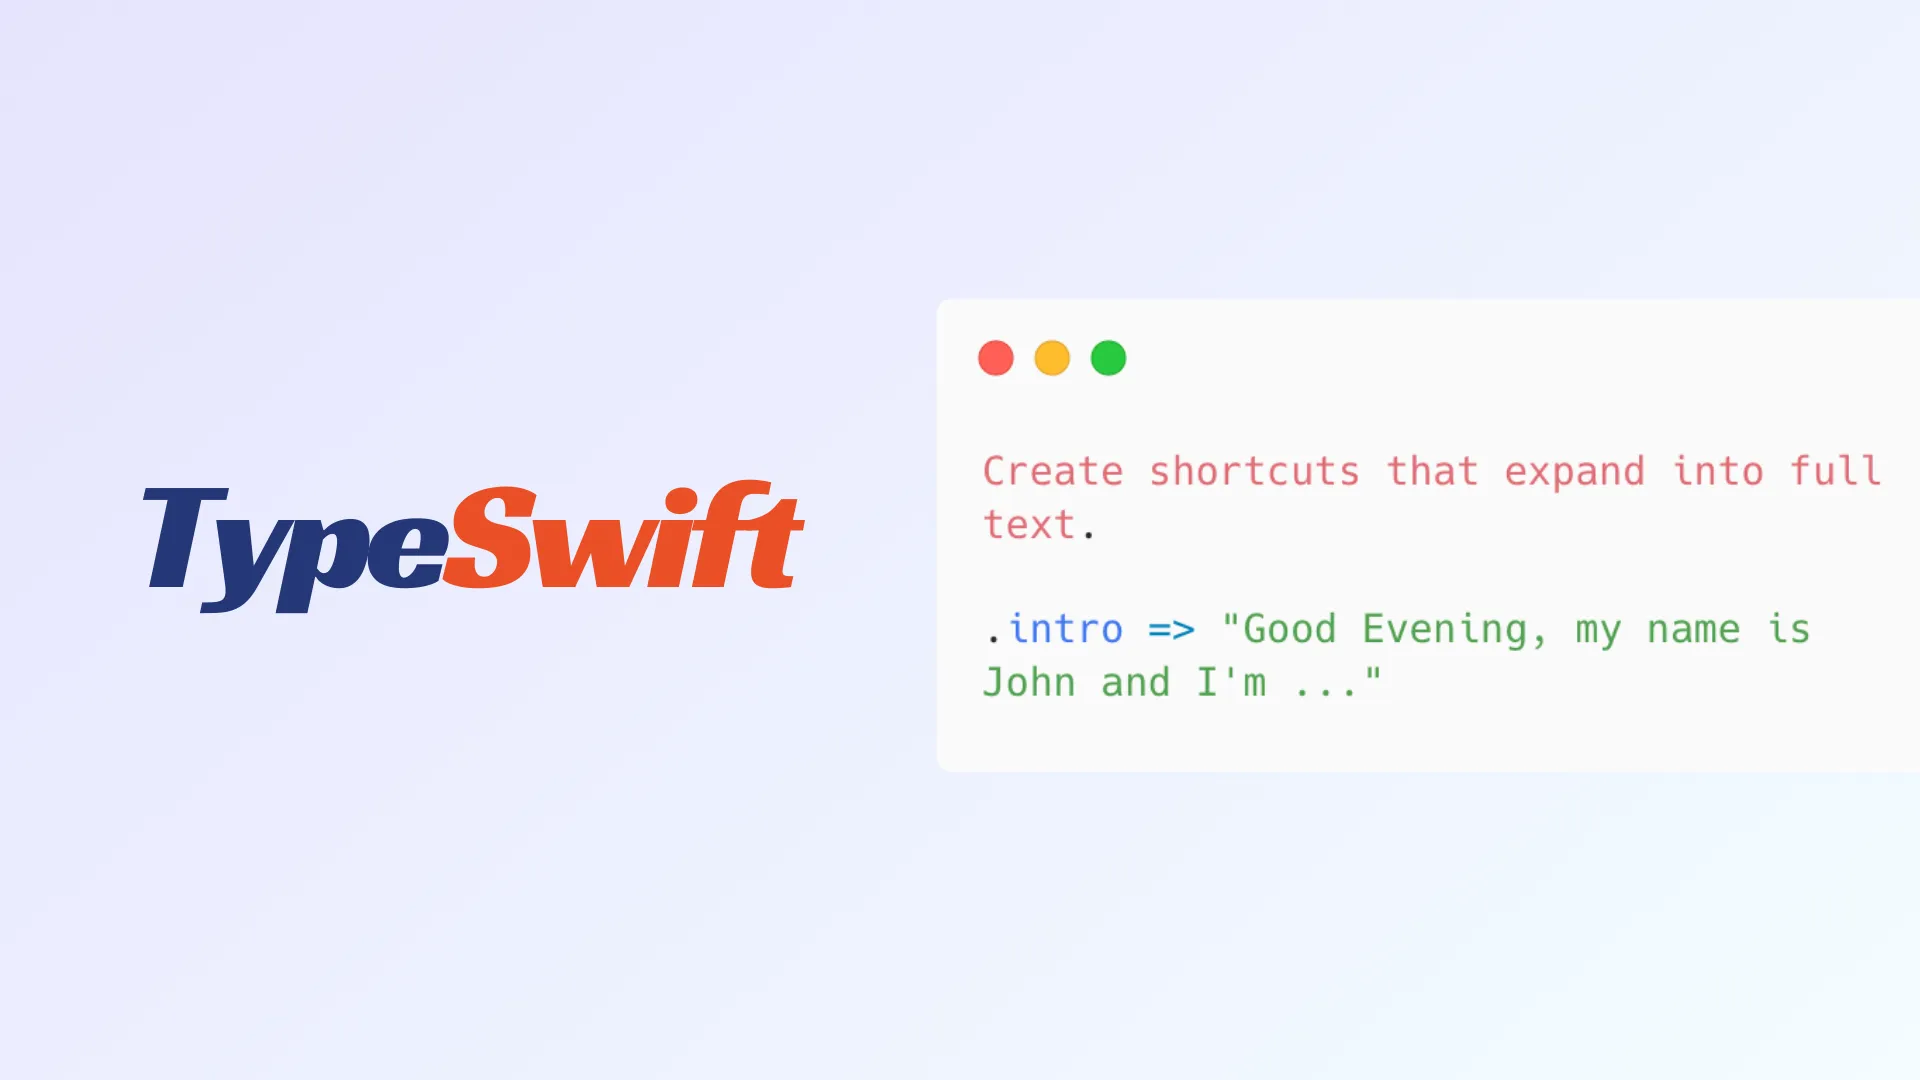 TypeSwift
Create shortcuts that expand into full
text.
.intro => "Good Evening, my name is
John and I'm ..."